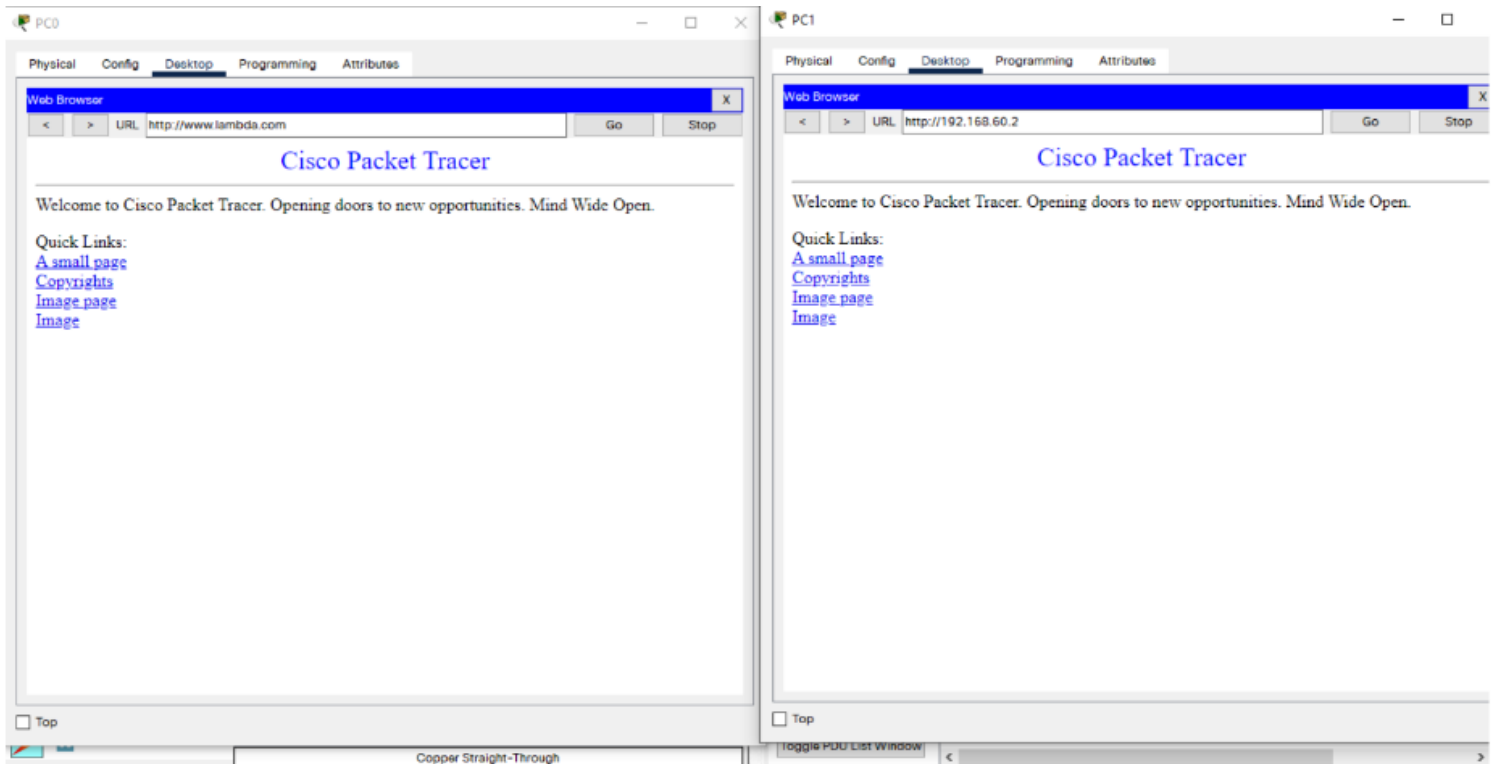 PC0
Physical Config Desktop Programming Attributes
Web Browser X
< > URL http://www.lambda.com Go Stop
Cisco Packet Tracer
Welcome to Cisco Packet Tracer. Opening doors to new opportunities. Mind Wide Open.
Quick Links:
A small page
Copyrights
Image page
Image
Top
Copper Straight-Through
PC1
Physical Config Desktop Programming Attributes
Web Browser X
< > URL http://192.168.60.2 Go Stop
Cisco Packet Tracer
Welcome to Cisco Packet Tracer. Opening doors to new opportunities. Mind Wide Open.
Quick Links:
A small page
Copyrights
Image page
Image
Top
Toggle PDU List Window